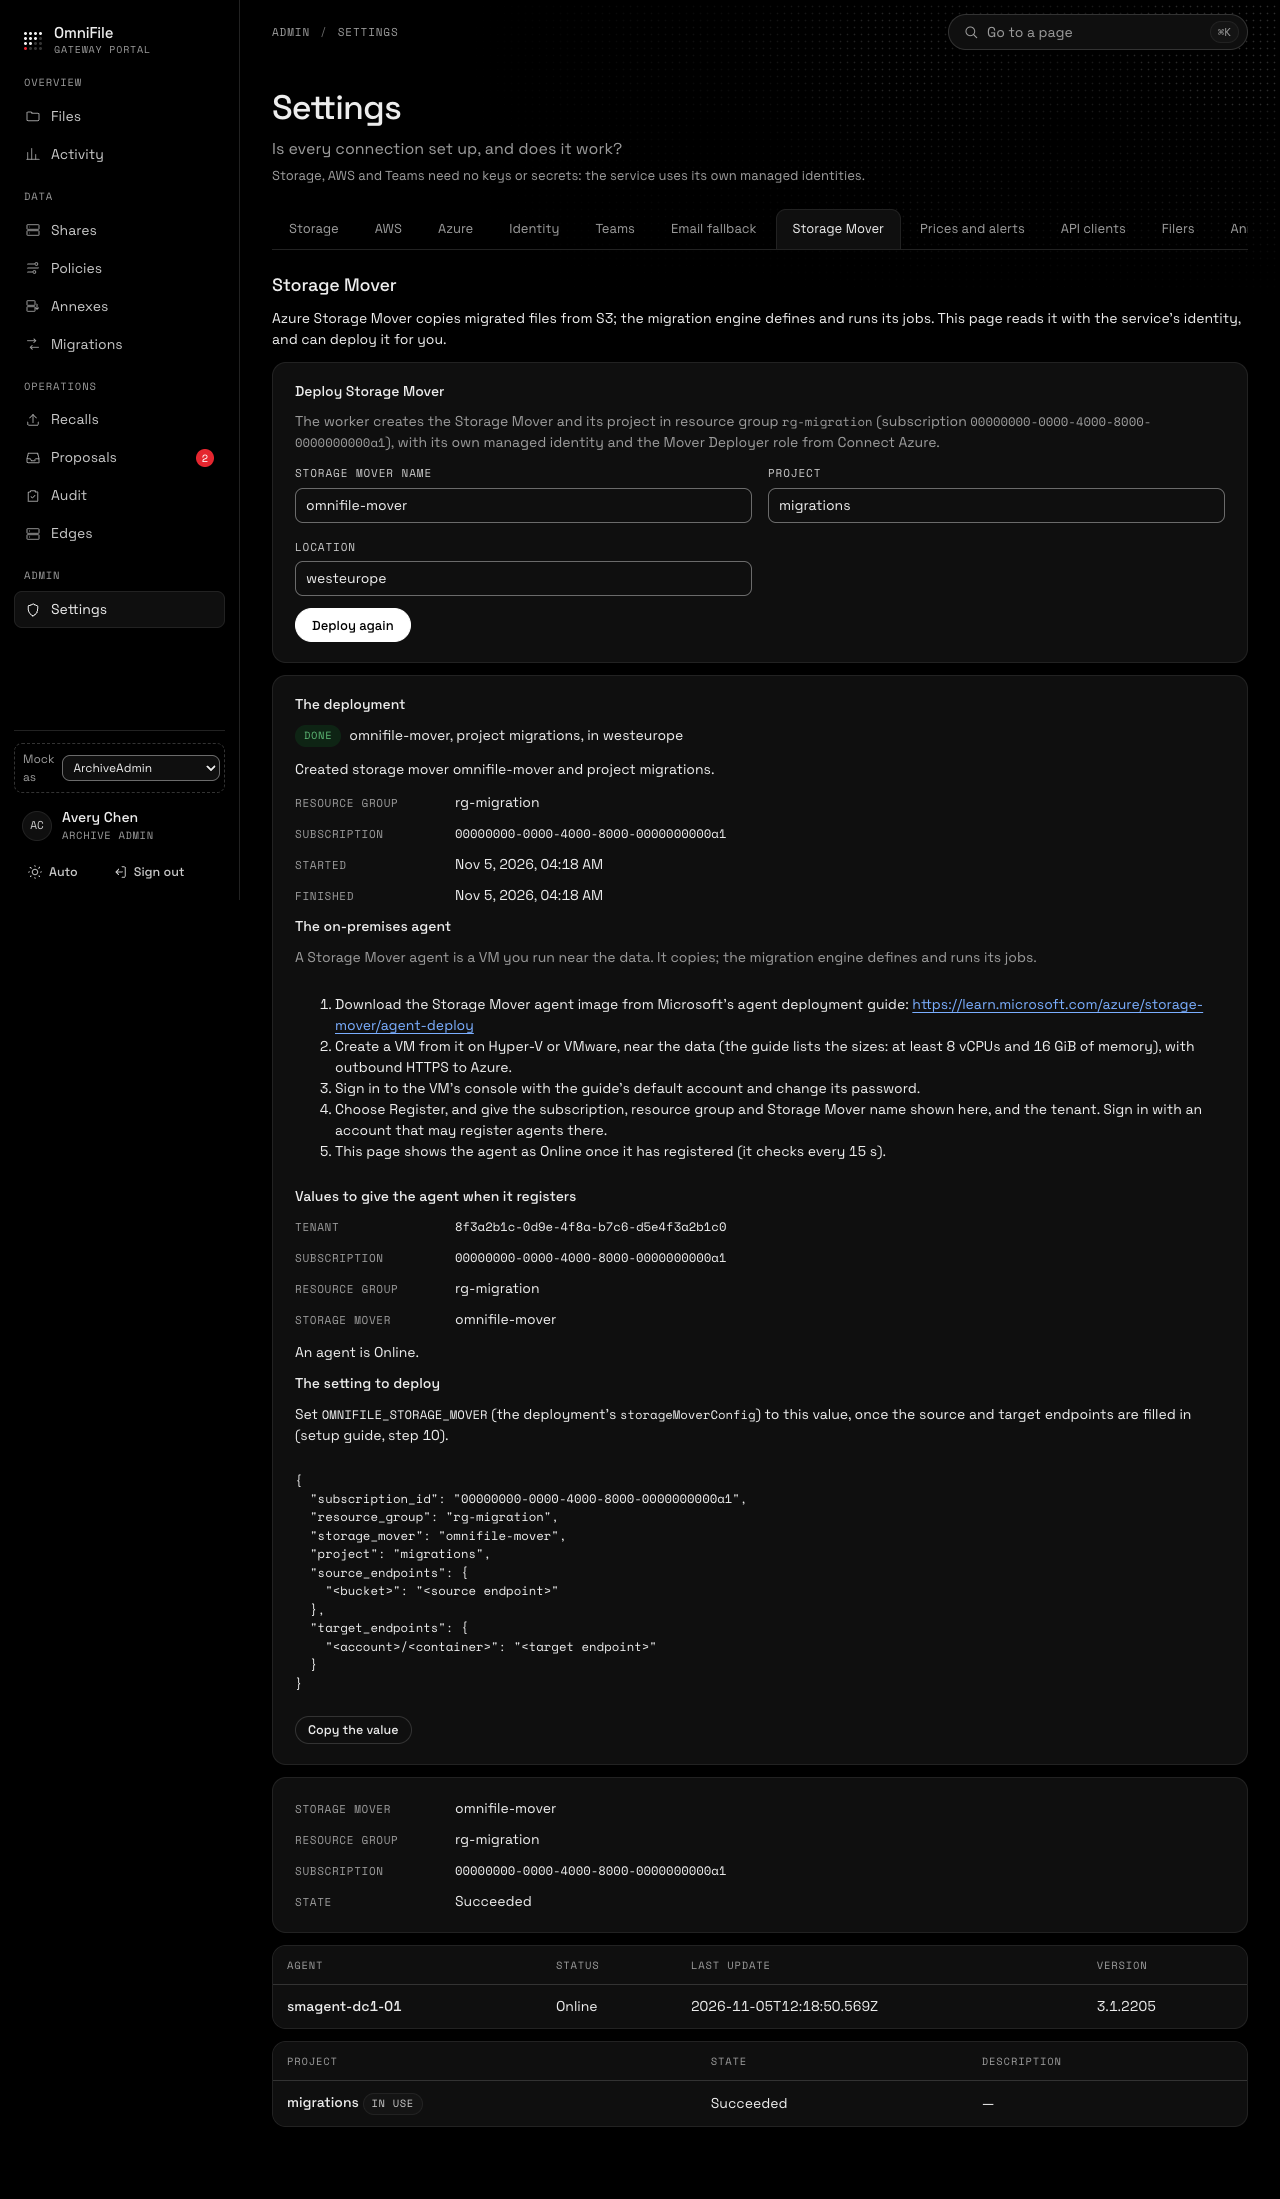 OmniFile
GATEWAY PORTAL
OVERVIEW
Files
Activity
DATA
Shares
Policies
Annexes
Migrations
OPERATIONS
Recalls
Proposals 2
Audit
Edges
ADMIN
Settings
Mock as ArchiveAdmin
AC Avery Chen
ARCHIVE ADMIN
Auto Sign out
ADMIN / SETTINGS
Go to a page ⌘K
Settings
Is every connection set up, and does it work?
Storage, AWS and Teams need no keys or secrets: the service uses its own managed identities.
Storage AWS Azure Identity Teams Email fallback Storage Mover Prices and alerts API clients Filers An
Storage Mover
Azure Storage Mover copies migrated files from S3; the migration engine defines and runs its jobs. This page reads it with the service's identity,
and can deploy it for you.
Deploy Storage Mover
The worker creates the Storage Mover and its project in resource group rg-migration (subscription 00000000-0000-4000-8000-
0000000000a1), with its own managed identity and the Mover Deployer role from Connect Azure.
STORAGE MOVER NAME PROJECT
omnifile-mover migrations
LOCATION
westeurope
Deploy again
The deployment
DONE omnifile-mover, project migrations, in westeurope
Created storage mover omnifile-mover and project migrations.
RESOURCE GROUP rg-migration
SUBSCRIPTION 00000000-0000-4000-8000-0000000000a1
STARTED Nov 5, 2026, 04:18 AM
FINISHED Nov 5, 2026, 04:18 AM
The on-premises agent
A Storage Mover agent is a VM you run near the data. It copies; the migration engine defines and runs its jobs.
1. Download the Storage Mover agent image from Microsoft's agent deployment guide: https://learn.microsoft.com/azure/storage-
mover/agent-deploy
2. Create a VM from it on Hyper-V or VMware, near the data (the guide lists the sizes: at least 8 vCPUs and 16 GiB of memory), with
outbound HTTPS to Azure.
3. Sign in to the VM's console with the guide's default account and change its password.
4. Choose Register, and give the subscription, resource group and Storage Mover name shown here, and the tenant. Sign in with an
account that may register agents there.
5. This page shows the agent as Online once it has registered (it checks every 15 s).
Values to give the agent when it registers
TENANT 8f3a2b1c-0d9e-4f8a-b7c6-d5e4f3a2b1c0
SUBSCRIPTION 00000000-0000-4000-8000-0000000000a1
RESOURCE GROUP rg-migration
STORAGE MOVER omnifile-mover
An agent is Online.
The setting to deploy
Set OMNIFILE_STORAGE_MOVER (the deployment's storageMoverConfig) to this value, once the source and target endpoints are filled in
(setup guide, step 10).
{
  "subscription_id": "00000000-0000-4000-8000-0000000000a1",
  "resource_group": "rg-migration",
  "storage_mover": "omnifile-mover",
  "project": "migrations",
  "source_endpoints": {
    "<bucket>": "<source endpoint>"
  },
  "target_endpoints": {
    "<account>/<container>": "<target endpoint>"
  }
}
Copy the value
STORAGE MOVER omnifile-mover
RESOURCE GROUP rg-migration
SUBSCRIPTION 00000000-0000-4000-8000-0000000000a1
STATE Succeeded
AGENT STATUS LAST UPDATE VERSION
smagent-dc1-01 Online 2026-11-05T12:18:50.569Z 3.1.2205
PROJECT STATE DESCRIPTION
migrations IN USE Succeeded —